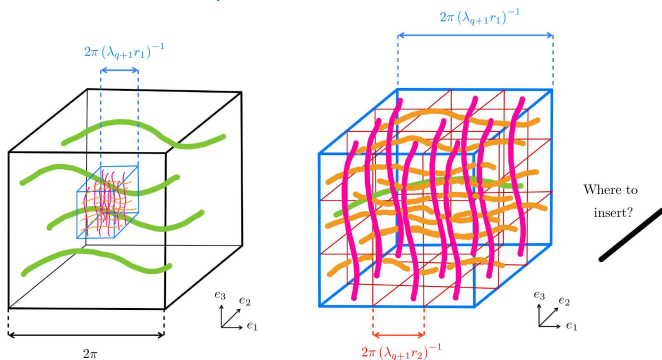 2π(λ_{q+1}r_1)^{-1}
2π(λ_{q+1}r_1)^{-1}
Where to
insert?
e_3
e_2
e_1
e_3
e_2
e_1
2π
2π(λ_{q+1}r_2)^{-1}